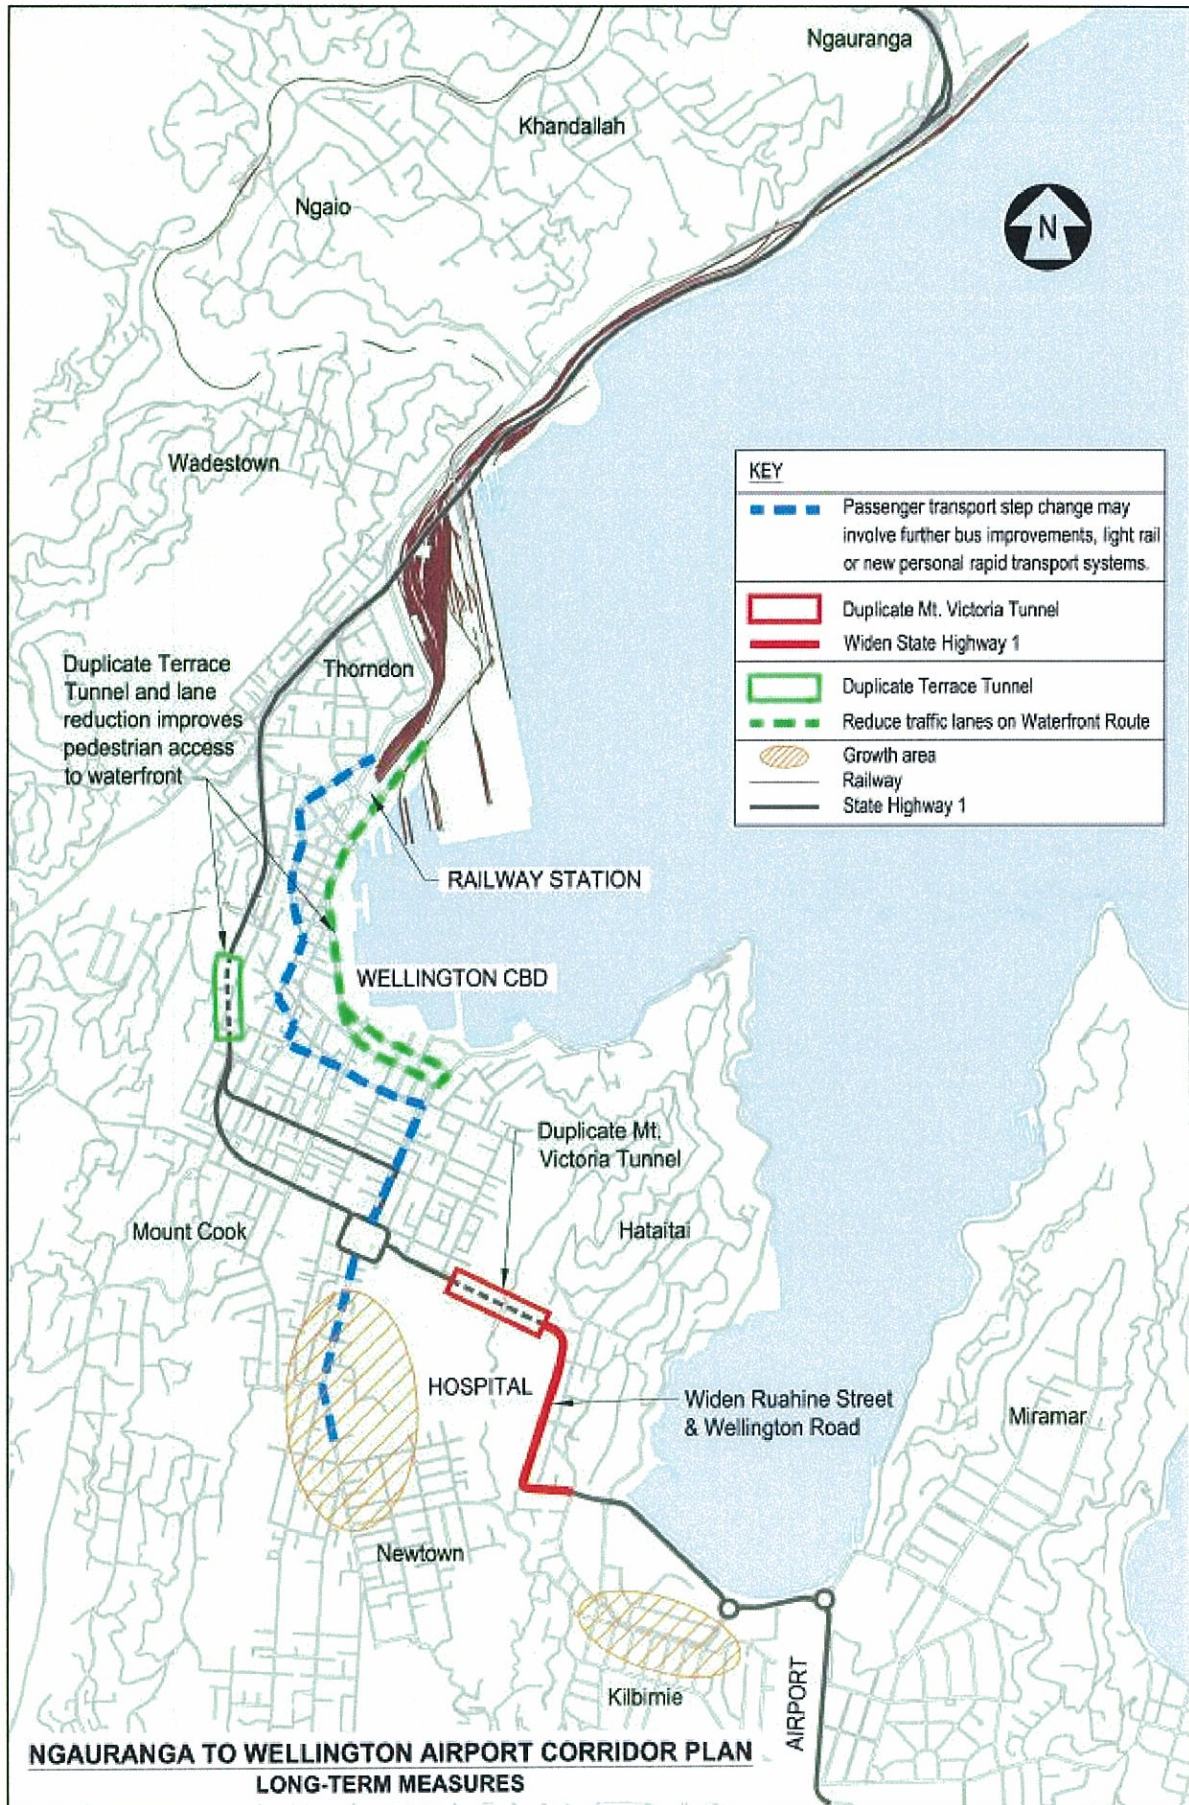 Ngauranga
Khandallah
Ngaio
N
Wadestown
KEY
Passenger transport step change may
involve further bus improvements, light rail
or new personal rapid transport systems.
Duplicate Mt. Victoria Tunnel
Widen State Highway 1
Duplicate Terrace Tunnel
Reduce traffic lanes on Waterfront Route
Growth area
Railway
State Highway 1
Thorndon
Duplicate Terrace
Tunnel and lane
reduction improves
pedestrian access
to waterfront
RAILWAY STATION
WELLINGTON CBD
Duplicate Mt.
Victoria Tunnel
Mount Cook
Hataitai
HOSPITAL
Widen Ruahine Street
& Wellington Road
Miramar
Newtown
Kilbirnie
AIRPORT
NGAURANGA TO WELLINGTON AIRPORT CORRIDOR PLAN
LONG-TERM MEASURES